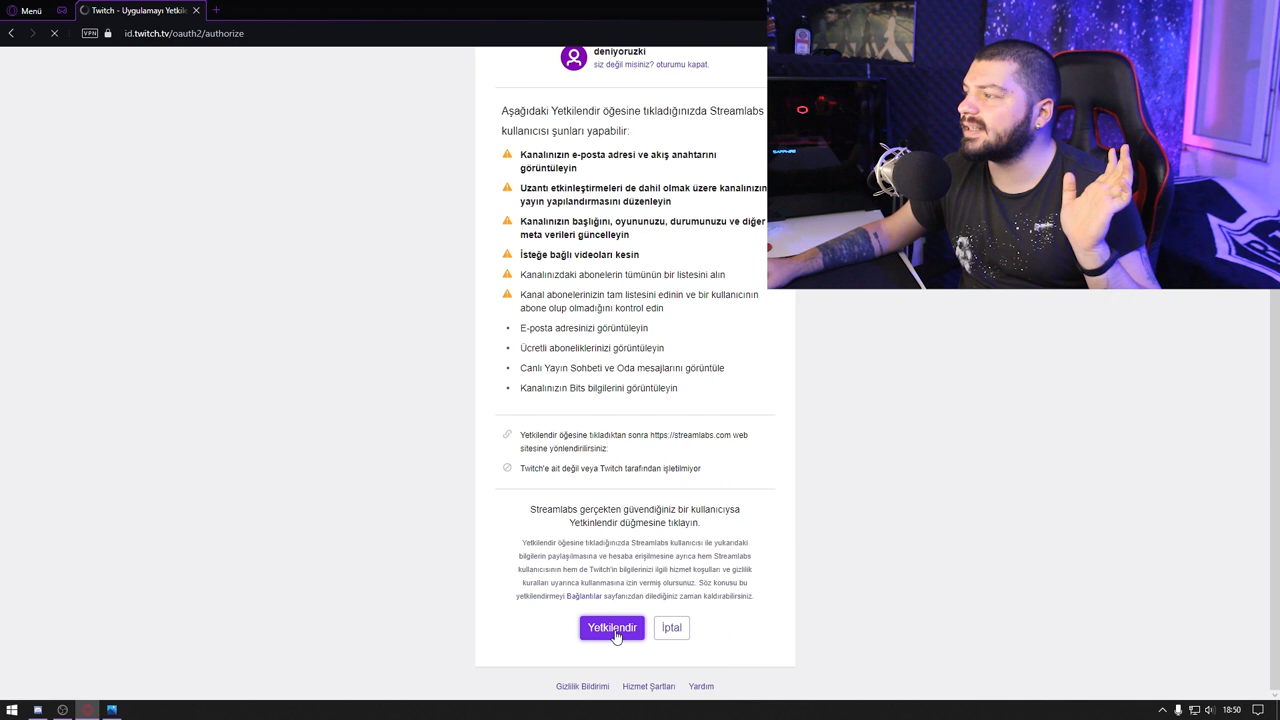 Menü
Twitch - Uygulamayı Yetkile
VPN
id.twitch.tv/oauth2/authorize
deniyoruzki
siz değil misiniz? oturumu kapat.
Aşağıdaki Yetkilendir öğesine tıkladığınızda Streamlabs
kullanıcısı şunları yapabilir:
Kanalınızın e-posta adresi ve akış anahtarını
görüntüleyin
Uzantı etkinleştirmeleri de dahil olmak üzere kanalınızın
yayın yapılandırmasını düzenleyin
Kanalınızın başlığını, oyununuzu, durumunuzu ve diğer
meta verileri güncelleyin
İsteğe bağlı videoları kesin
Kanalınızdaki abonelerin tümünün bir listesini alın
Kanal abonelerinizin tam listesini edinin ve bir kullanıcının
abone olup olmadığını kontrol edin
E-posta adresinizi görüntüleyin
Ücretli aboneliklerinizi görüntüleyin
Canlı Yayın Sohbeti ve Oda mesajlarını görüntüle
Kanalınızın Bits bilgilerini görüntüleyin
Yetkilendir öğesine tıkladıktan sonra https://streamlabs.com web
sitesine yönlendirilirsiniz:
Twitch'e ait değil veya Twitch tarafından işletilmiyor
Streamlabs gerçekten güvendiğiniz bir kullanıcıysa
Yetkinlendir düğmesine tıklayın.
Yetkilendir öğesine tıkladığınızda Streamlabs kullanıcısı ile yukarıdaki
bilgilerin paylaşılmasına ve hesaba erişilmesine ayrıca hem Streamlabs
kullanıcısının hem de Twitch'in bilgilerinizi ilgili hizmet koşulları ve gizlilik
kuralları uyarınca kullanmasına izin vermiş olursunuz. Söz konusu bu
yetkilendirmeyi Bağlantılar sayfanızdan dilediğiniz zaman kaldırabilirsiniz.
Yetkilendir
İptal
Gizlilik Bildirimi
Hizmet Şartları
Yardım
SAPPHIRE
18:50